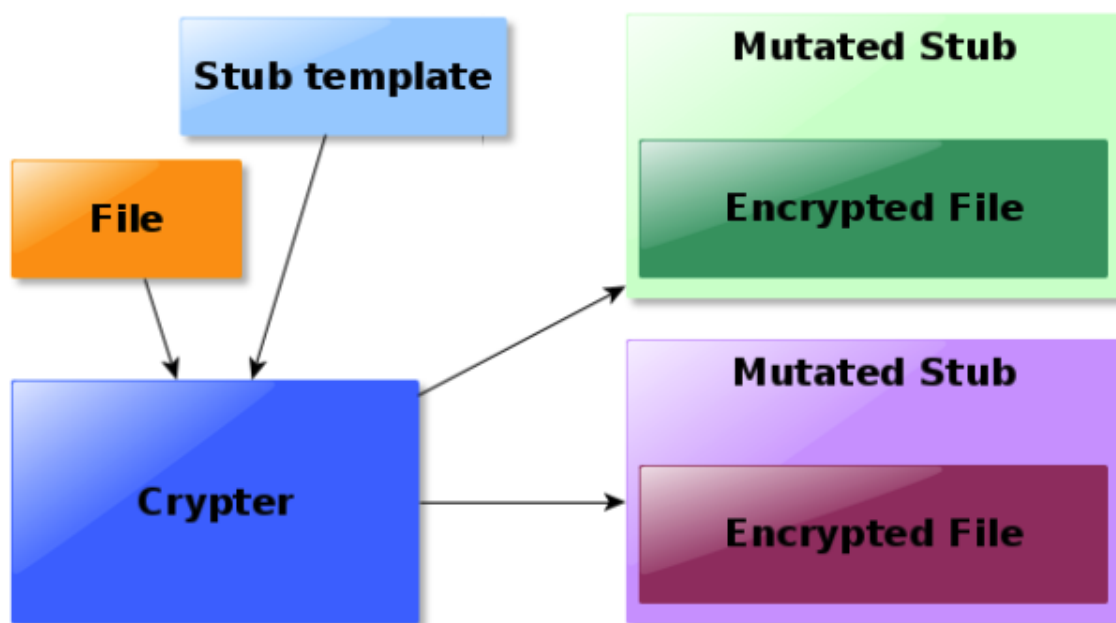 Stub template
File
Crypter
Mutated Stub
Encrypted File
Mutated Stub
Encrypted File